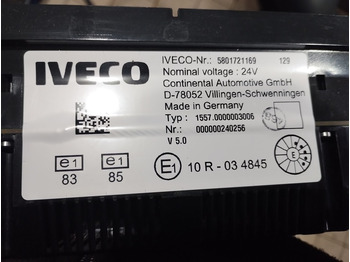 IVECO
IVECO-Nr.: 5801721169 129
Nominal voltage : 24V
Continental Automotive GmbH
D-78052 Villingen-Schwenningen
Made in Germany
Typ : 1557.0000003006
Nr.: 000000240256
V 5.0
e1 83
e1 85
E1 10 R - 03 4845